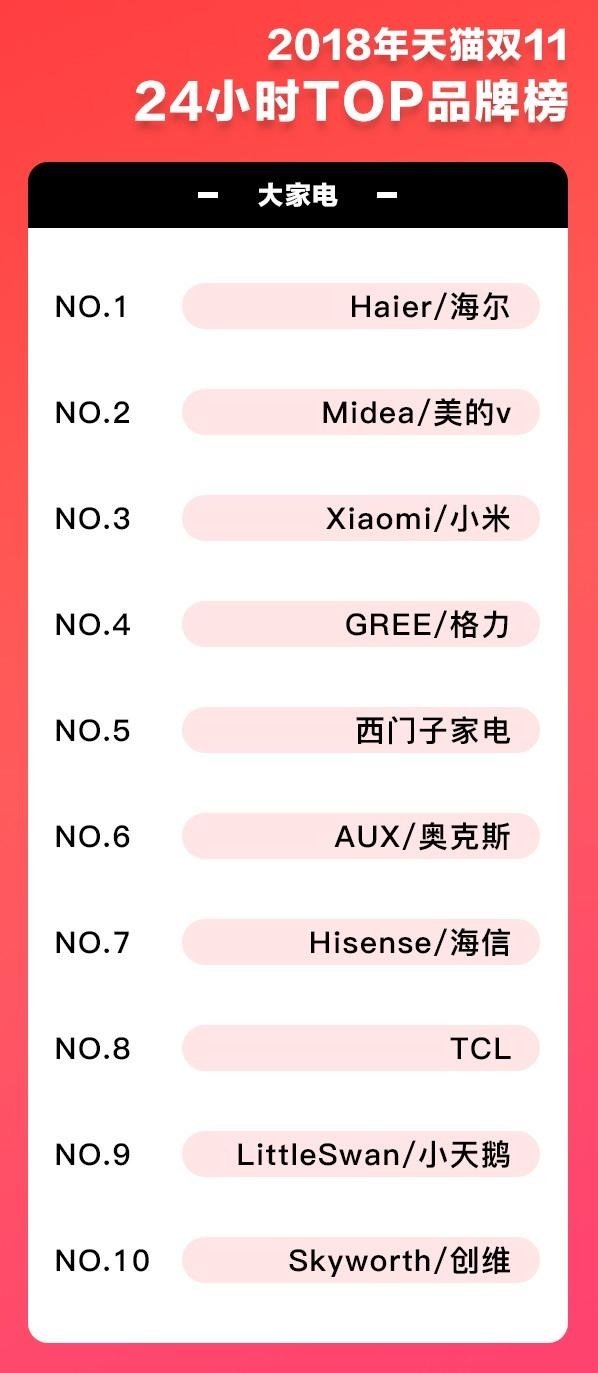 2018年天猫双11
24小时TOP品牌榜
大家电
NO.1 Haier/海尔
NO.2 Midea/美的v
NO.3 Xiaomi/小米
NO.4 GREE/格力
NO.5 西门子家电
NO.6 AUX/奥克斯
NO.7 Hisense/海信
NO.8 TCL
NO.9 LittleSwan/小天鹅
NO.10 Skyworth/创维